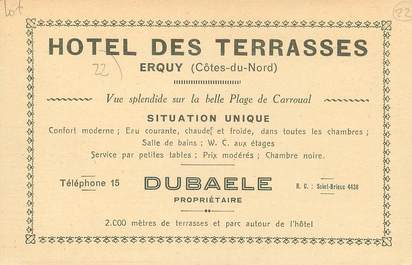 Lot
22
HOTEL DES TERRASSES
22
ERQUY (Côtes-du-Nord)
Vue splendide sur la belle Plage de Carroual
SITUATION UNIQUE
Confort moderne ; Eau courante, chaude et froide, dans toutes les chambres ;
Salle de bains ; W. C. aux étages
Service par petites tables ; Prix modérés ; Chambre noire.
Téléphone 15
DUBAELE
R. C. : Saint-Brieuc 4438
PROPRIÉTAIRE
2.000 mètres de terrasses et parc autour de l'hôtel